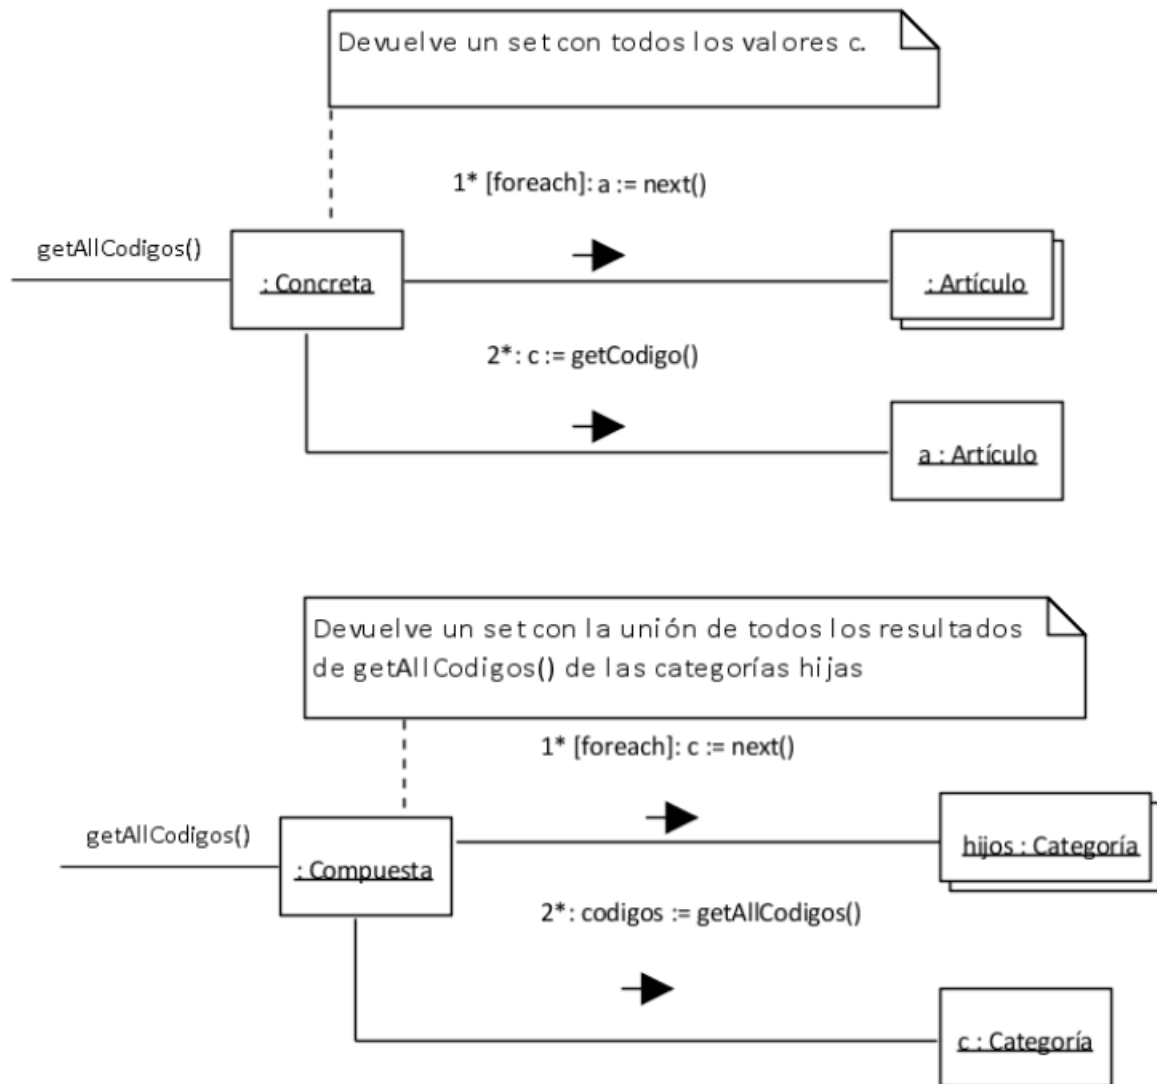 Devuelve un set con todos los valores c.
1* [foreach]: a := next()
getAllCodigos()
: Concreta
: Artículo
2*: c := getCodigo()
a : Artículo
Devuelve un set con la unión de todos los resultados
de getAllCodigos() de las categorías hijas
1* [foreach]: c := next()
getAllCodigos()
: Compuesta
hijos : Categoría
2*: codigos := getAllCodigos()
c : Categoría